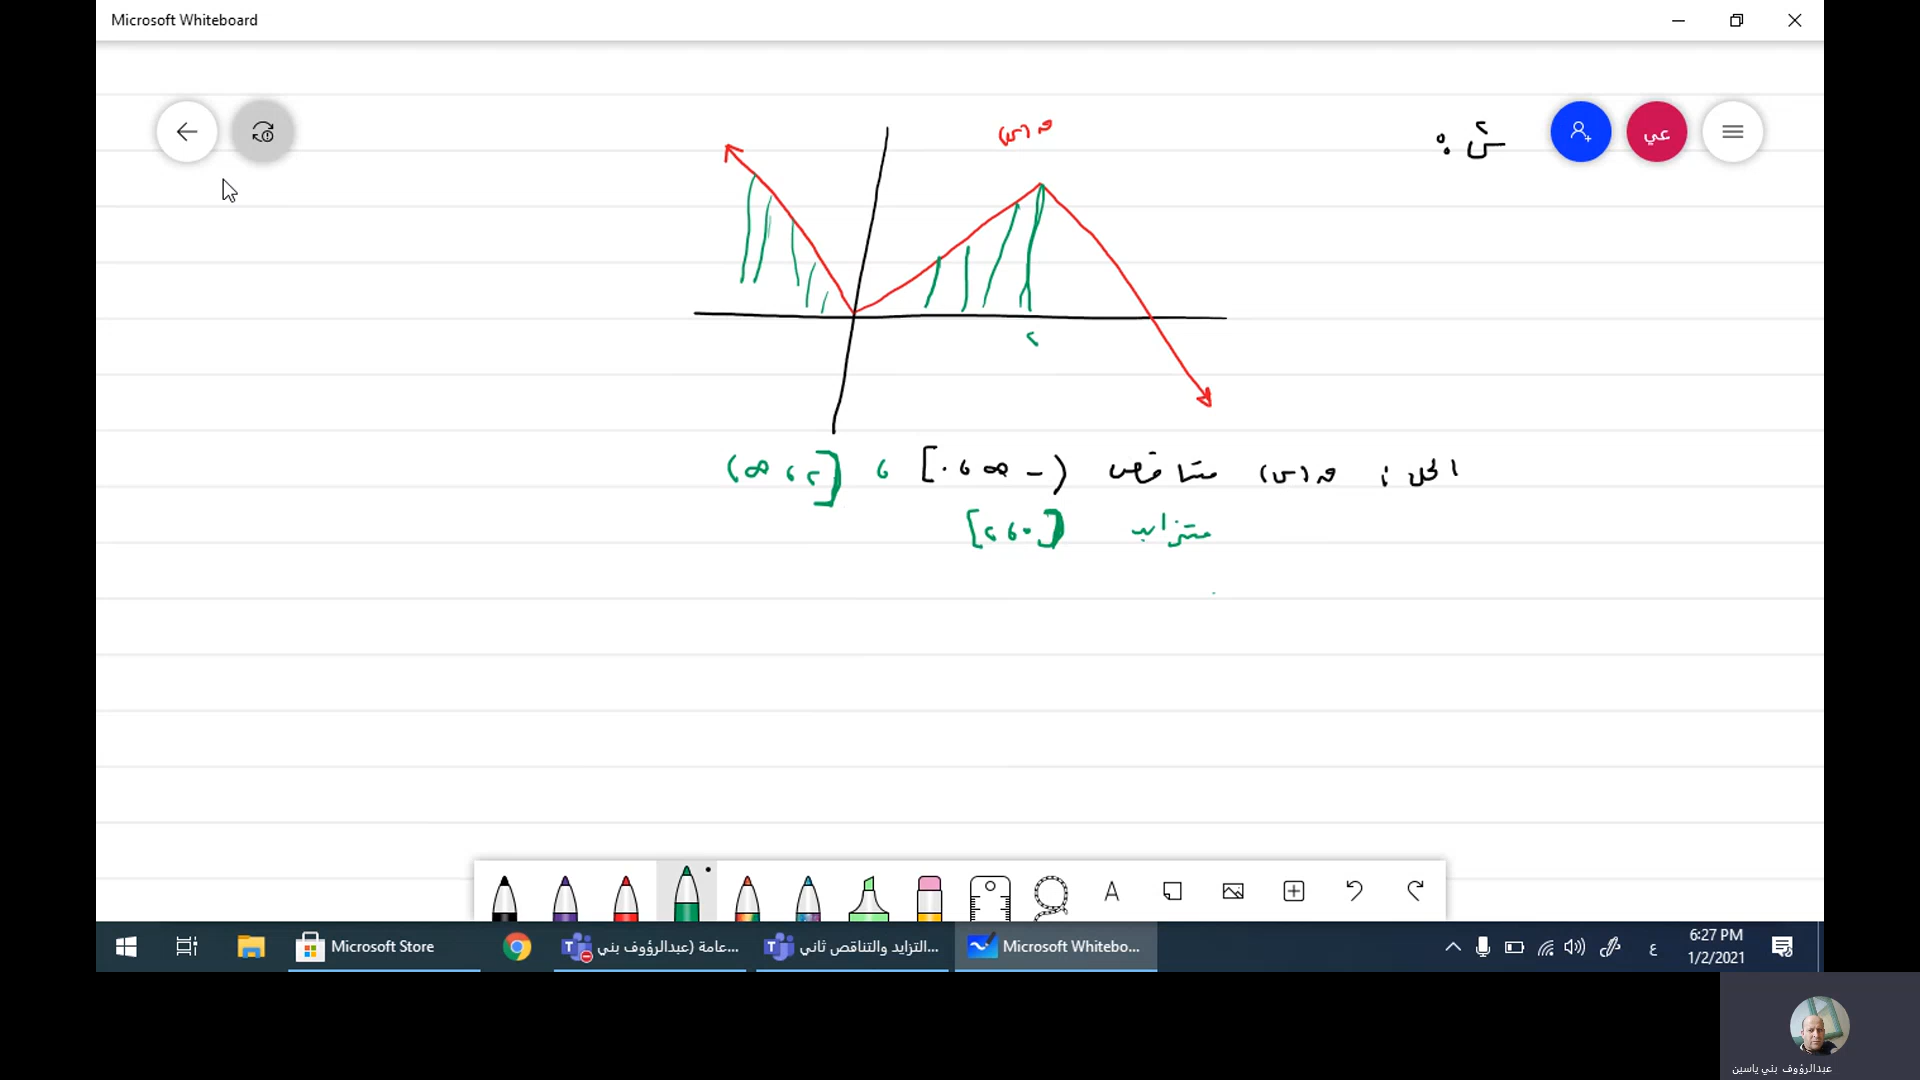 Microsoft Whiteboard
عي
س٢ :
ق(س)
٢
الحل : ق(س) متناقص (-∞ ، ٠] ، [٢ ، ∞)
متزايد [٠ ، ٢]
Microsoft Store
عامة (عبدالرؤوف بني...
التزايد والتناقص ثاني...
Microsoft Whitebo...
ع
6:27 PM
1/2/2021
عبدالرؤوف بني ياسين